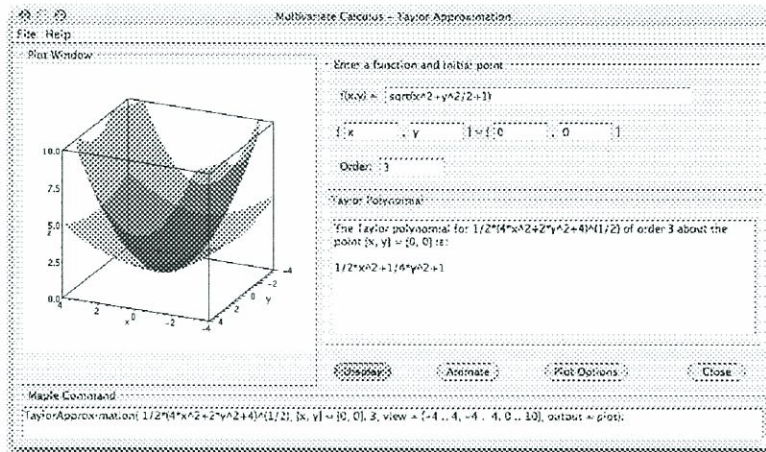 Multivariate Calculus - Taylor Approximation
File Help
Plot Window
10.0
7.5
5.0
2.5
0.0
4 2 x 0 -2 -4
4 2 0 y -2 -4
Enter a function and initial point
f(x,y) = sqrt(x^2+y^2/2+1)
[ x , y ] = [ 0 , 0 ]
Order: 3
Taylor Polynomial
The Taylor polynomial for 1/2*(4*x^2+2*y^2+4)^(1/2) of order 3 about the
point [x, y] = [0, 0] is:
1/2*x^2+1/4*y^2+1
Display Animate Plot Options Close
Maple Command
TaylorApproximation( 1/2*(4*x^2+2*y^2+4)^(1/2), [x, y] = [0, 0], 3, view = [-4 .. 4, -4 .. 4, 0 .. 10], output = plot);